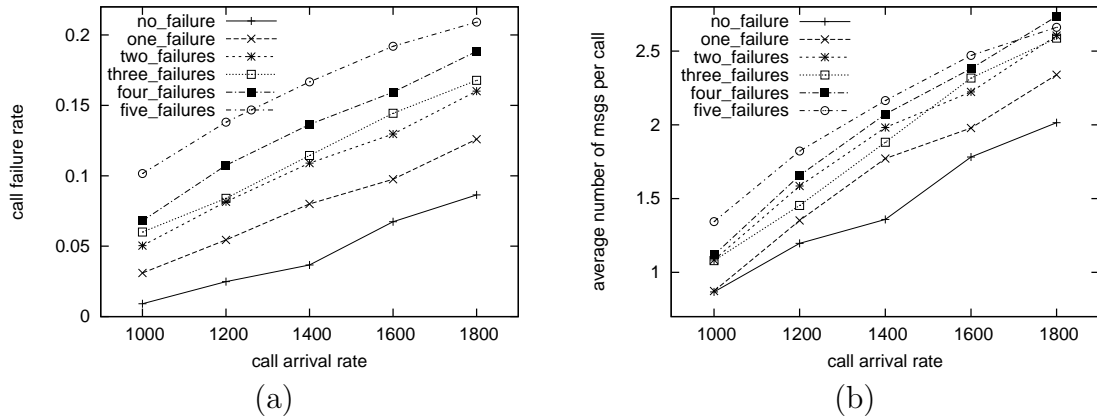 call failure rate
0.2
0.15
0.1
0.05
0
no_failure
one_failure
two_failures
three_failures
four_failures
five_failures
1000 1200 1400 1600 1800
call arrival rate
(a)
average number of msgs per call
2.5
2
1.5
1
no_failure
one_failure
two_failures
three_failures
four_failures
five_failures
1000 1200 1400 1600 1800
call arrival rate
(b)